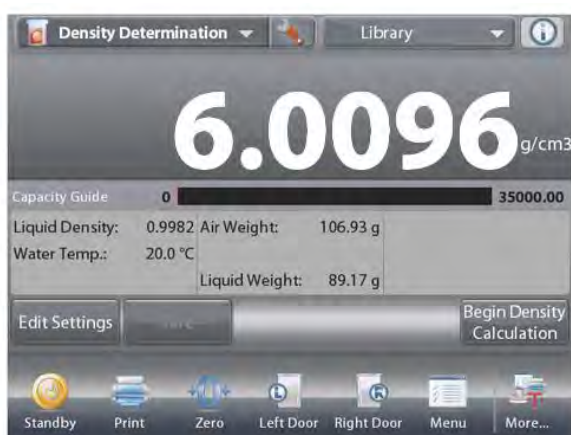 Density Determination Library
6.0096 g/cm3
Capacity Guide 0 35000.00
Liquid Density: 0.9982 Air Weight: 106.93 g
Water Temp.: 20.0 °C
Liquid Weight: 89.17 g
Edit Settings
Begin Density
Calculation
Standby Print Zero Left Door Right Door Menu More...